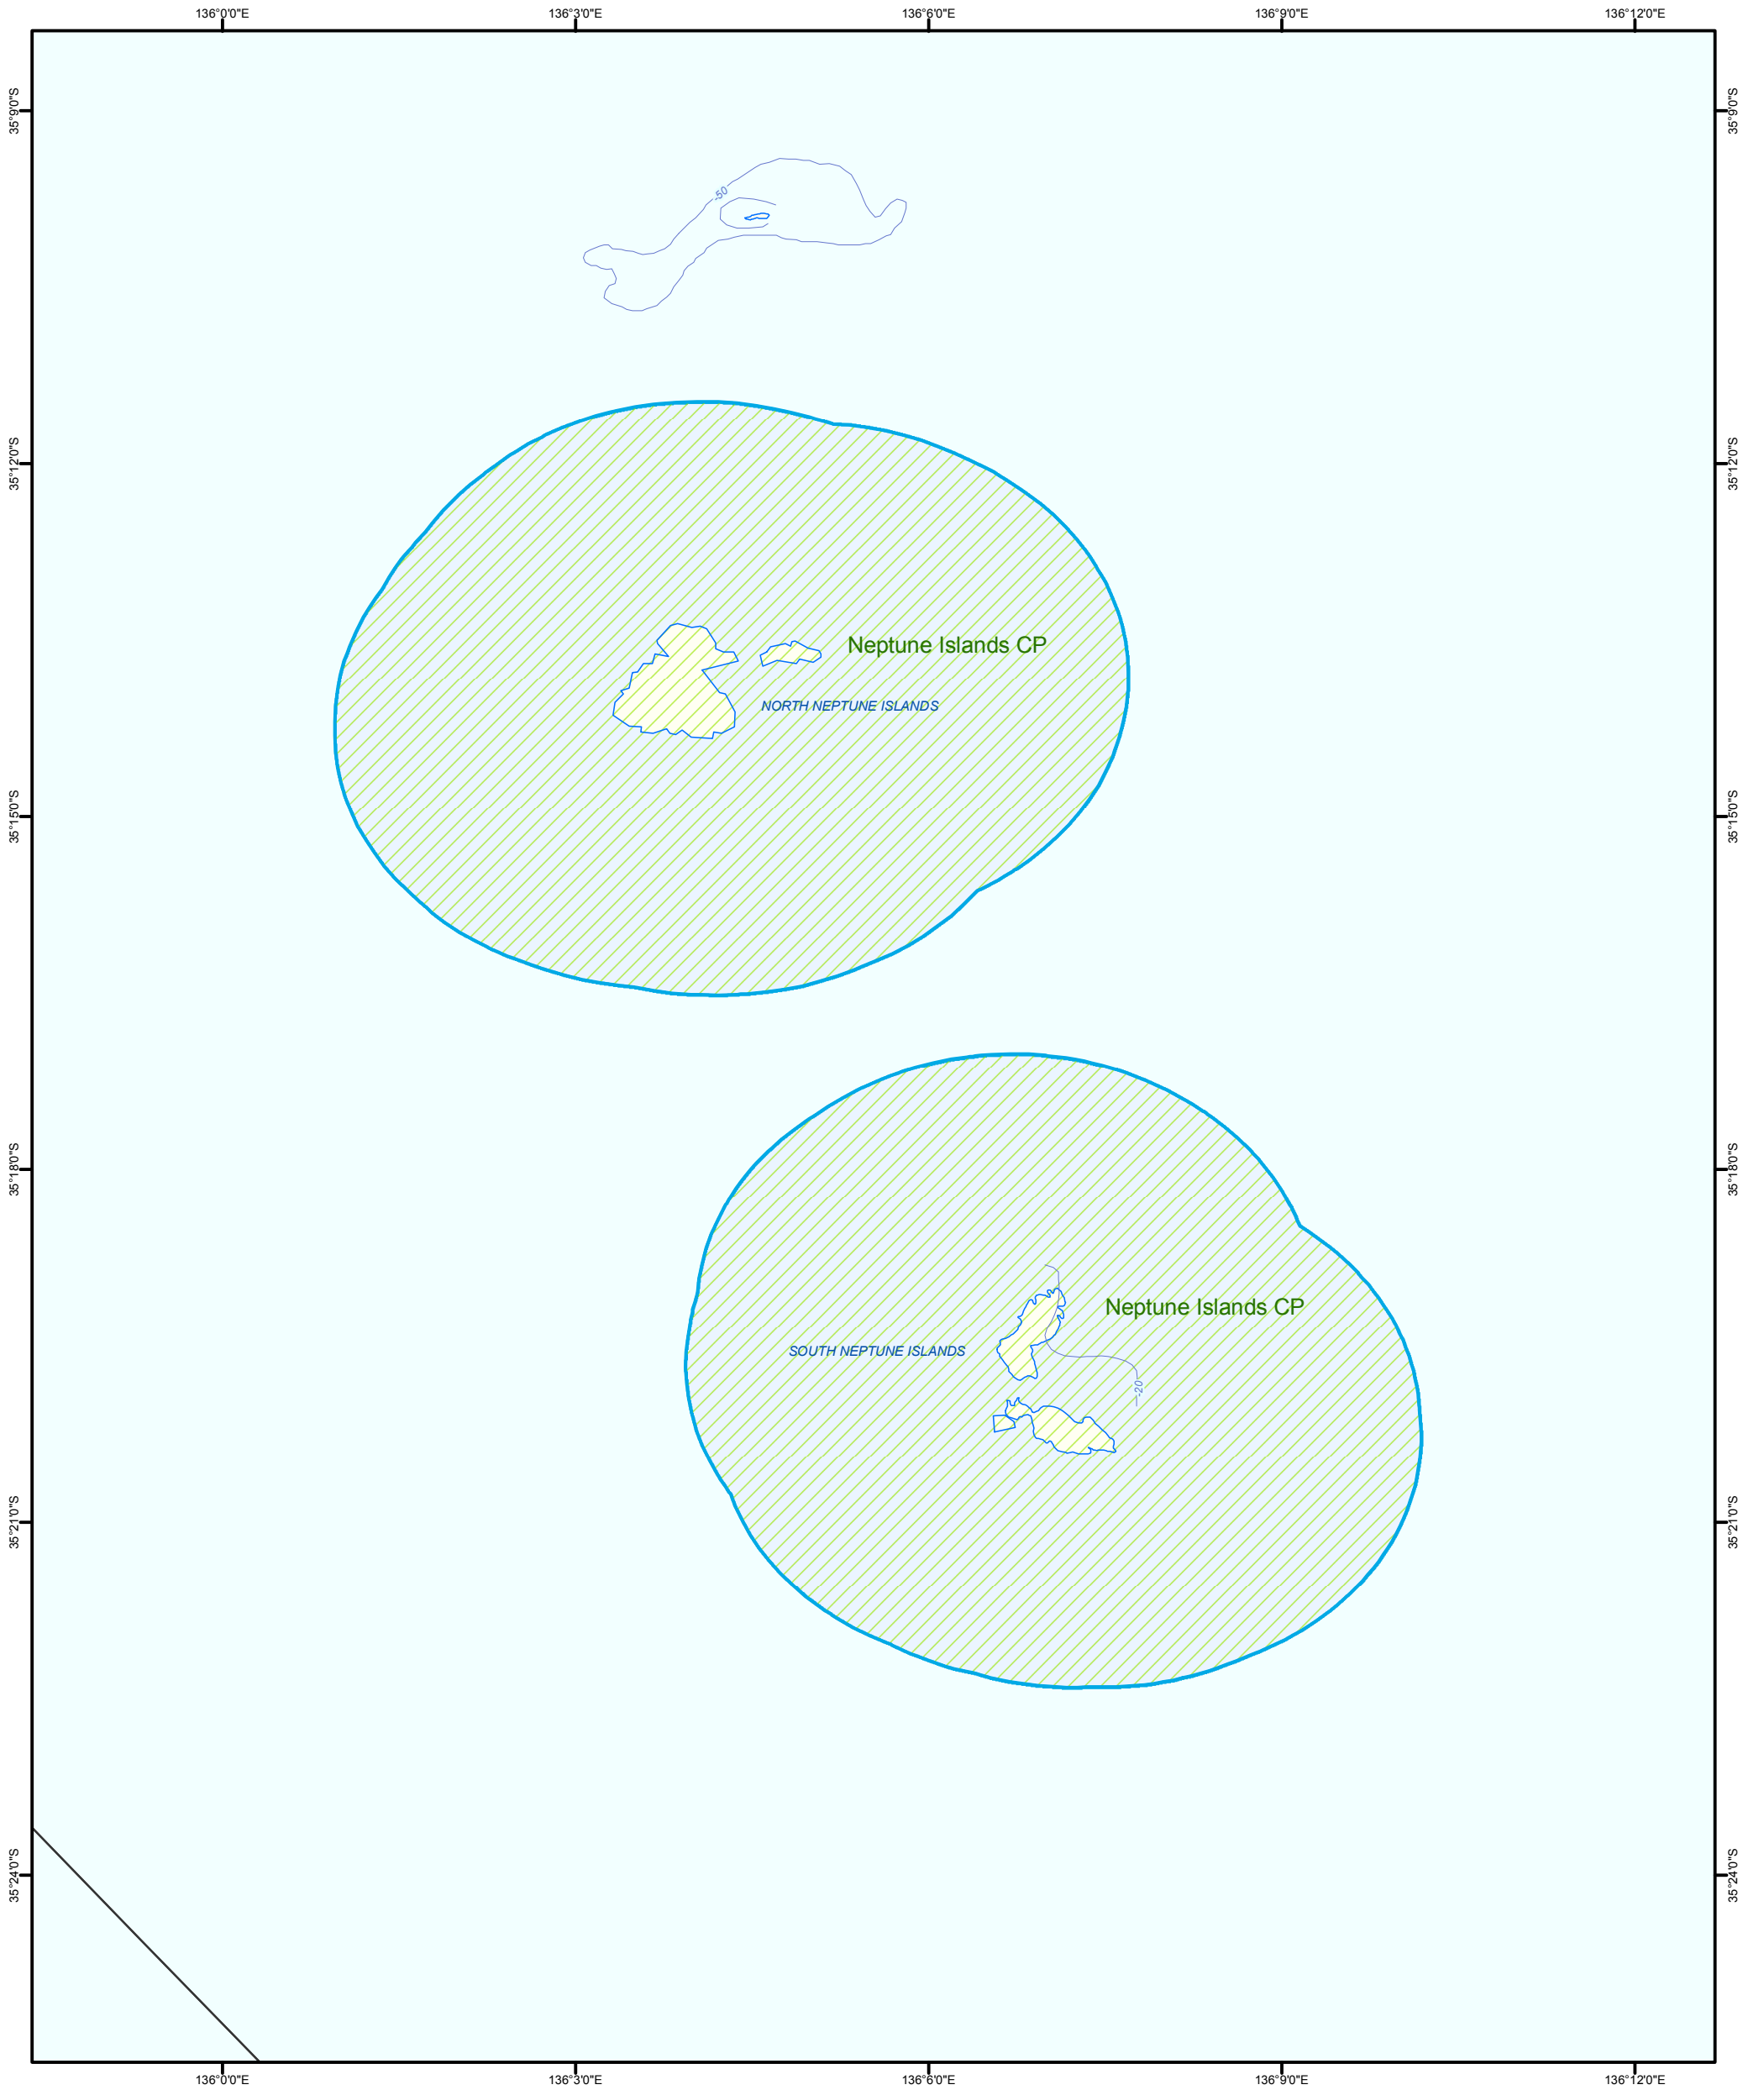 136°0'0"E
136°3'0"E
136°6'0"E
136°9'0"E
136°12'0"E
35°9'0"S
35°9'0"S
-50
35°12'0"S
35°12'0"S
Neptune Islands CP
NORTH NEPTUNE ISLANDS
35°15'0"S
35°15'0"S
35°18'0"S
35°18'0"S
Neptune Islands CP
SOUTH NEPTUNE ISLANDS
-20
35°21'0"S
35°21'0"S
35°24'0"S
35°24'0"S
136°0'0"E
136°3'0"E
136°6'0"E
136°9'0"E
136°12'0"E